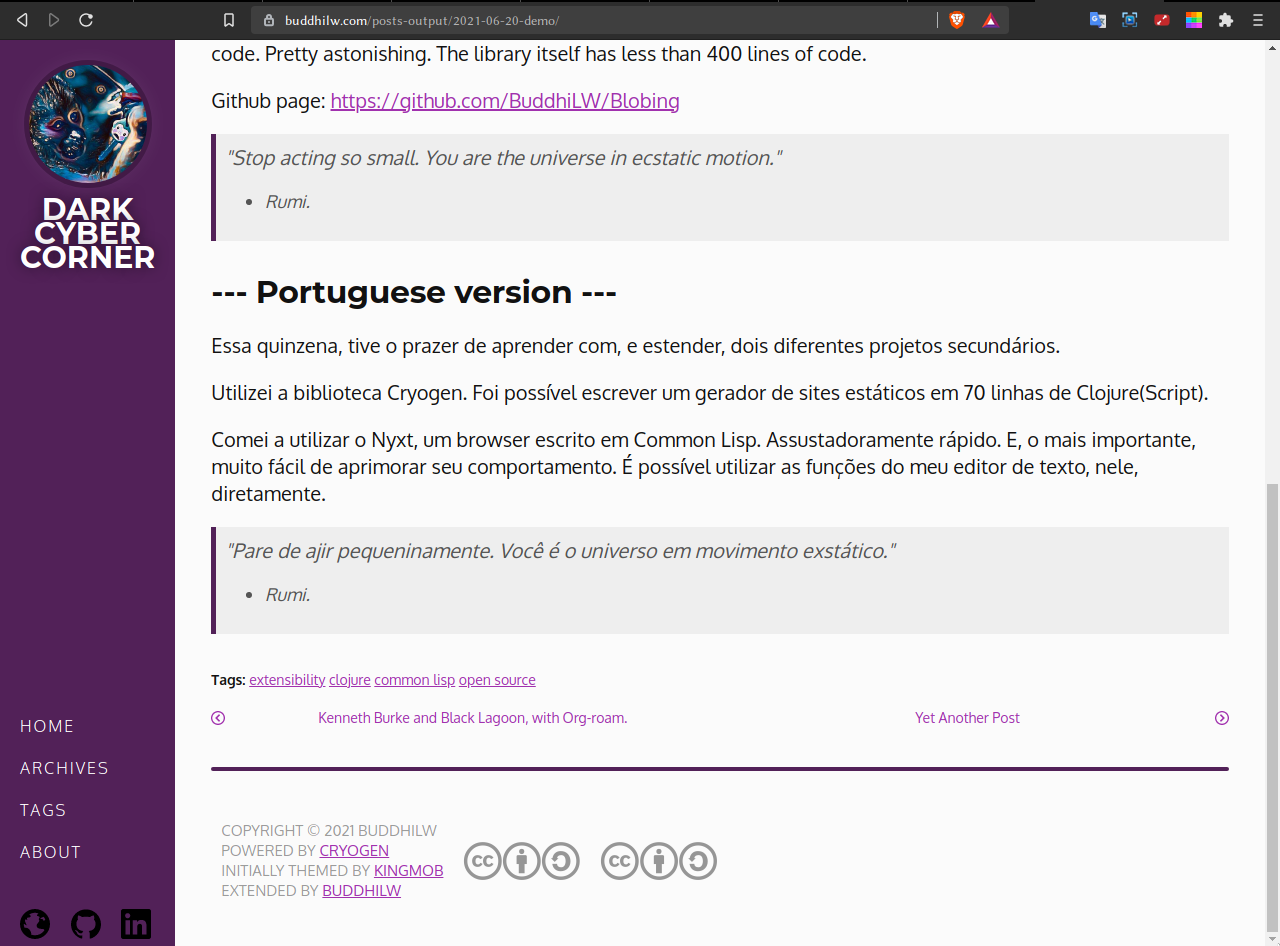 buddhilw.com/posts-output/2021-06-20-demo/
DARK
CYBER
CORNER
HOME
ARCHIVES
TAGS
ABOUT
code. Pretty astonishing. The library itself has less than 400 lines of code.
Github page: https://github.com/BuddhiLW/Blobing
"Stop acting so small. You are the universe in ecstatic motion."
• Rumi.
--- Portuguese version ---
Essa quinzena, tive o prazer de aprender com, e estender, dois diferentes projetos secundários.
Utilizei a biblioteca Cryogen. Foi possível escrever um gerador de sites estáticos em 70 linhas de Clojure(Script).
Comei a utilizar o Nyxt, um browser escrito em Common Lisp. Assustadoramente rápido. E, o mais importante,
muito fácil de aprimorar seu comportamento. É possível utilizar as funções do meu editor de texto, nele,
diretamente.
"Pare de ajir pequeninamente. Você é o universo em movimento exstático."
• Rumi.
Tags: extensibility clojure common lisp open source
Kenneth Burke and Black Lagoon, with Org-roam. Yet Another Post
COPYRIGHT © 2021 BUDDHILW
POWERED BY CRYOGEN
INITIALLY THEMED BY KINGMOB
EXTENDED BY BUDDHILW
cc cc
in